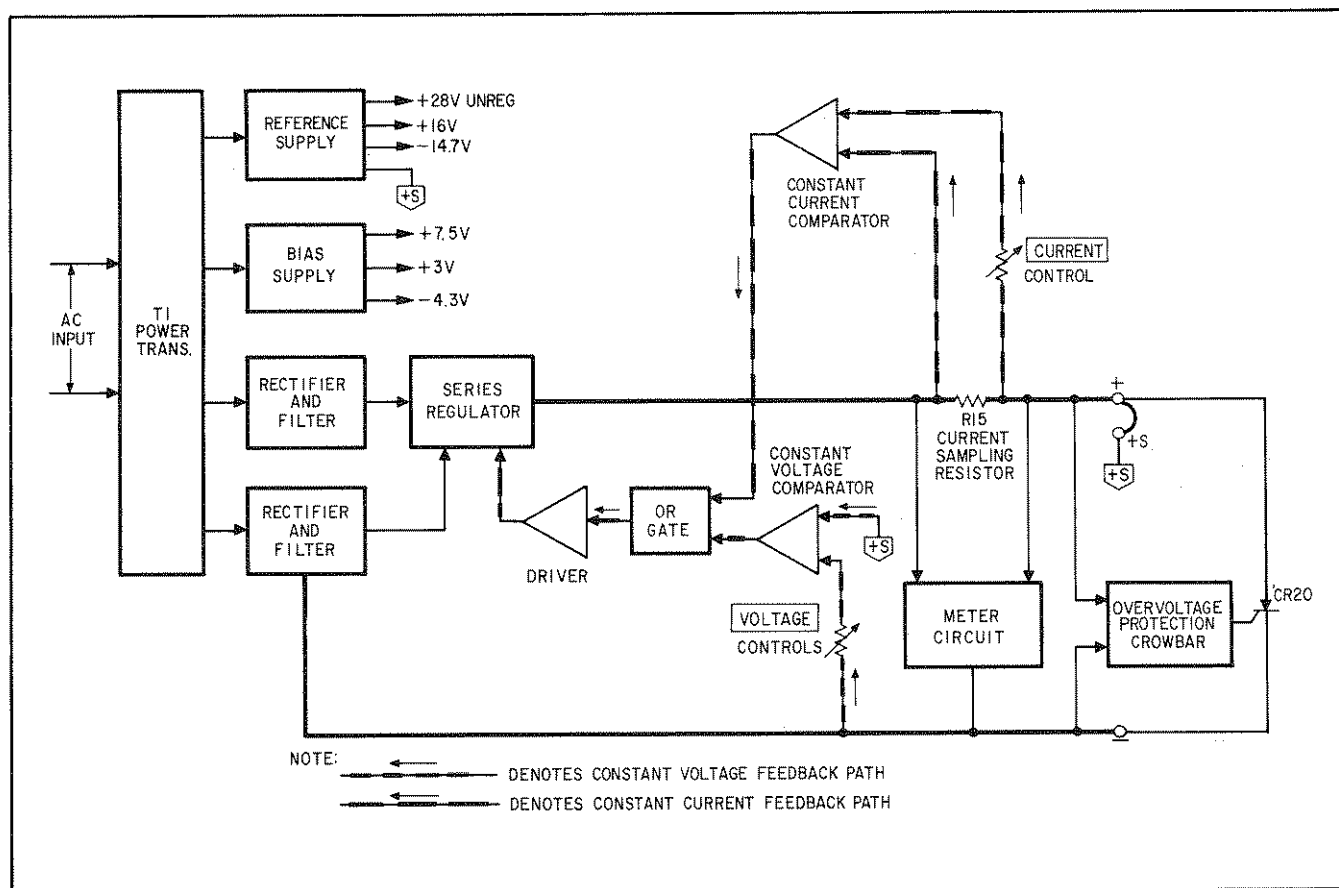 AC
INPUT
T1
POWER
TRANS.
REFERENCE
SUPPLY
+28V UNREG
+16V
-14.7V
+S
BIAS
SUPPLY
+7.5V
+3V
-4.3V
RECTIFIER
AND
FILTER
SERIES
REGULATOR
RECTIFIER
AND
FILTER
DRIVER
OR
GATE
CONSTANT
VOLTAGE
COMPARATOR
+S
VOLTAGE
CONTROLS
CONSTANT
CURRENT
COMPARATOR
CURRENT
CONTROL
R15
CURRENT
SAMPLING
RESISTOR
+
+S
+S
METER
CIRCUIT
OVERVOLTAGE
PROTECTION
CROWBAR
CR20
-
NOTE:
DENOTES CONSTANT VOLTAGE FEEDBACK PATH
DENOTES CONSTANT CURRENT FEEDBACK PATH